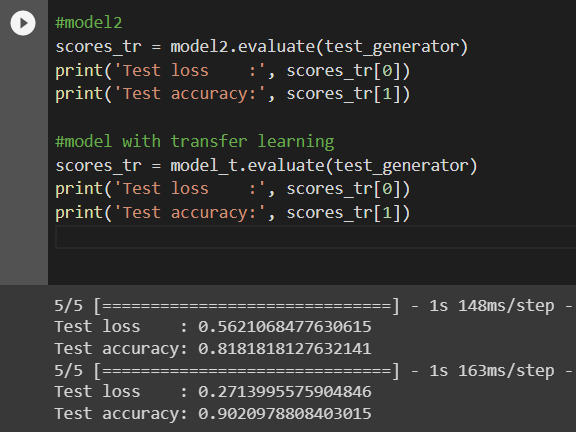 #model2
scores_tr = model2.evaluate(test_generator)
print('Test loss    :', scores_tr[0])
print('Test accuracy:', scores_tr[1])
#model with transfer learning
scores_tr = model_t.evaluate(test_generator)
print('Test loss    :', scores_tr[0])
print('Test accuracy:', scores_tr[1])
5/5 [==============================] - 1s 148ms/step -
Test loss    : 0.5621068477630615
Test accuracy: 0.8181818127632141
5/5 [==============================] - 1s 163ms/step -
Test loss    : 0.2713995575904846
Test accuracy: 0.9020978808403015